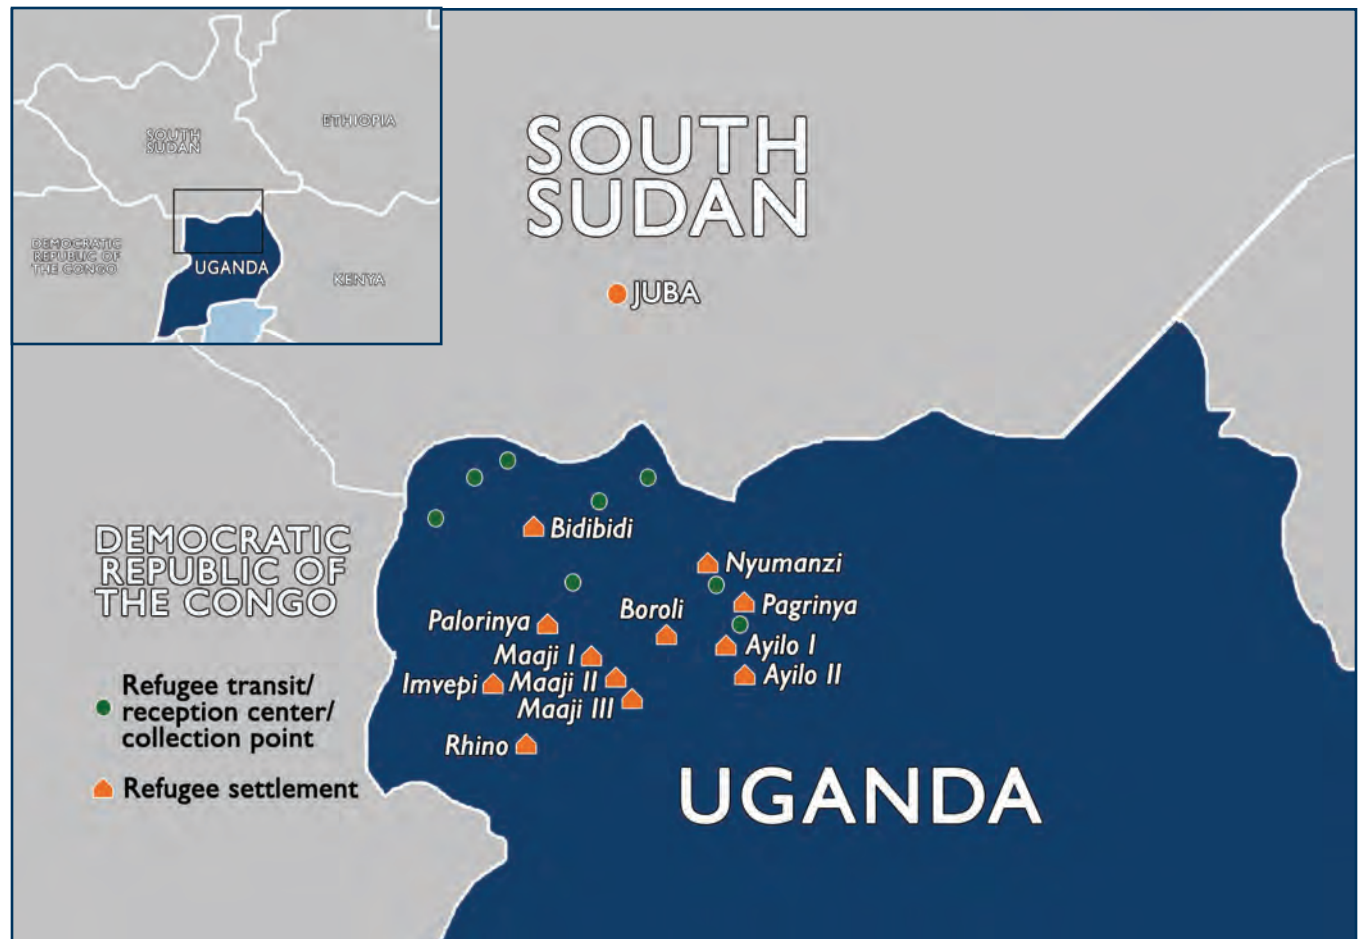 SOUTH
SUDAN
ETHIOPIA
DEMOCRATIC
REPUBLIC OF
THE CONGO
UGANDA
KENYA
SOUTH
SUDAN
JUBA
DEMOCRATIC
REPUBLIC OF
THE CONGO
Bidibidi
Nyumanzi
Pagrinya
Boroli
Palorinya
Ayilo I
Maaji I
Ayilo II
Imvepi
Maaji II
Maaji III
Rhino
Refugee transit/
reception center/
collection point
Refugee settlement
UGANDA